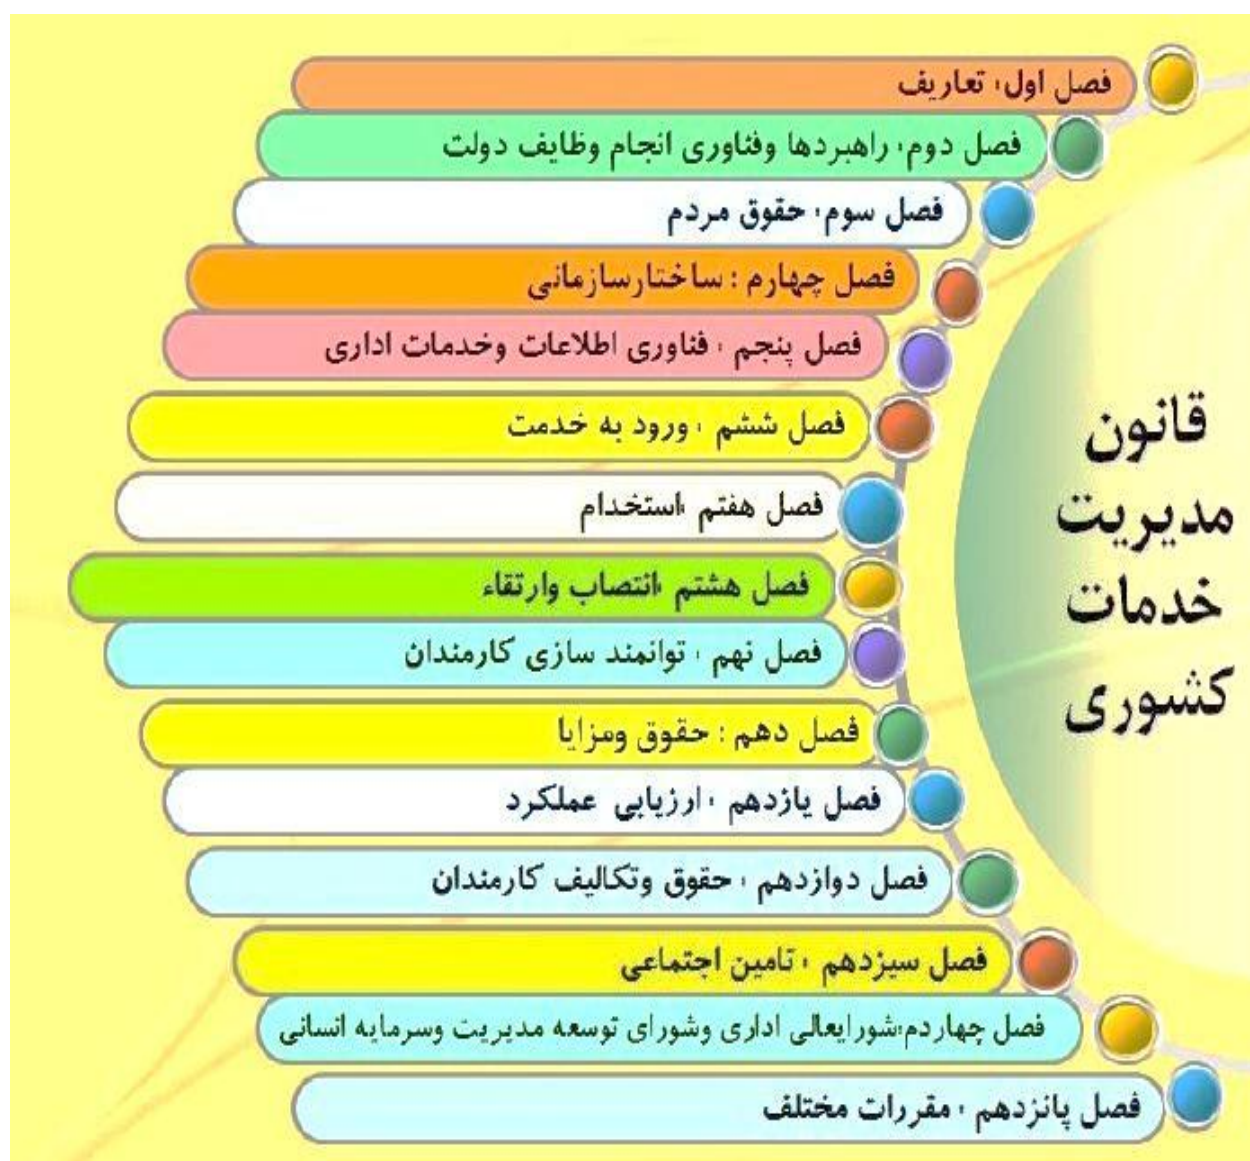 قانون
مدیریت
خدمات
کشوری
فصل اول: تعاریف
فصل دوم: راهبردها وفناوری انجام وظایف دولت
فصل سوم: حقوق مردم
فصل چهارم : ساختارسازمانی
فصل پنجم : فناوری اطلاعات وخدمات اداری
فصل ششم : ورود به خدمت
فصل هفتم :استخدام
فصل هشتم :انتصاب وارتقاء
فصل نهم : توانمند سازی کارمندان
فصل دهم : حقوق ومزایا
فصل یازدهم : ارزیابی عملکرد
فصل دوازدهم : حقوق وتکالیف کارمندان
فصل سیزدهم : تامین اجتماعی
فصل چهاردم:شورایعالی اداری وشورای توسعه مدیریت وسرمایه انسانی
فصل پانزدهم : مقررات مختلف